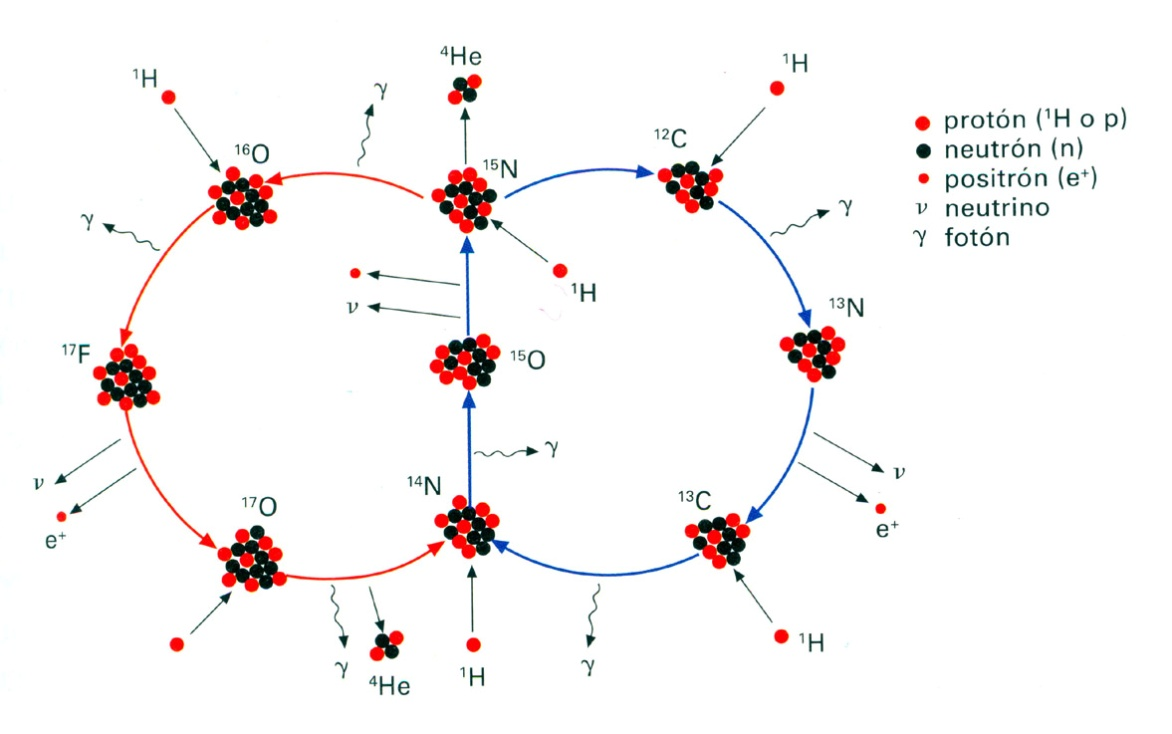 ⁴He
¹H
γ
¹H
¹²C
¹⁶O
¹⁵N
protón (¹H o p)
neutrón (n)
positrón (e⁺)
ν neutrino
γ fotón
γ
γ
¹H
ν
¹³N
¹⁷F
¹⁵O
γ
ν
¹⁴N
ν
¹³C
¹⁷O
e⁺
e⁺
¹H
γ
γ
¹H
⁴He